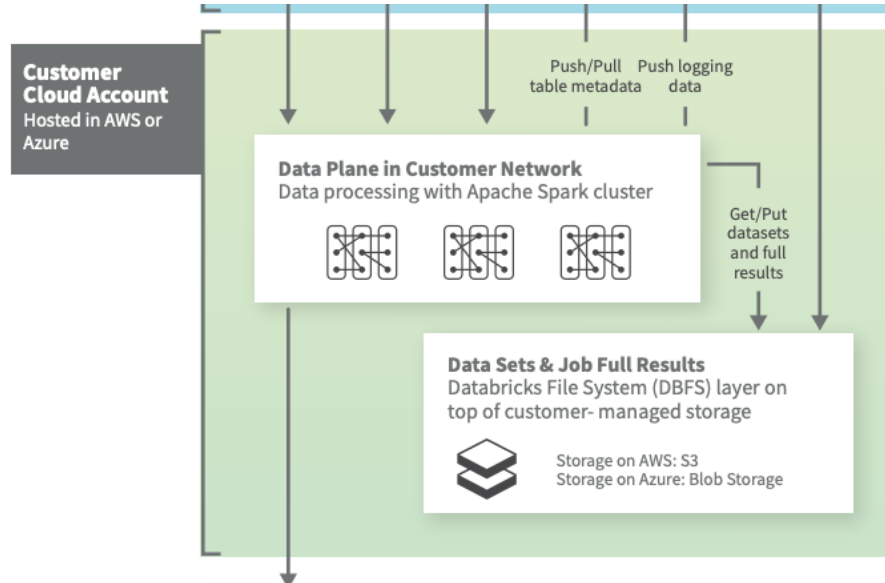 Customer
Cloud Account
Hosted in AWS or
Azure
Push/Pull
table metadata
Push logging
data
Data Plane in Customer Network
Data processing with Apache Spark cluster
Get/Put
datasets
and full
results
Data Sets & Job Full Results
Databricks File System (DBFS) layer on
top of customer- managed storage
Storage on AWS: S3
Storage on Azure: Blob Storage